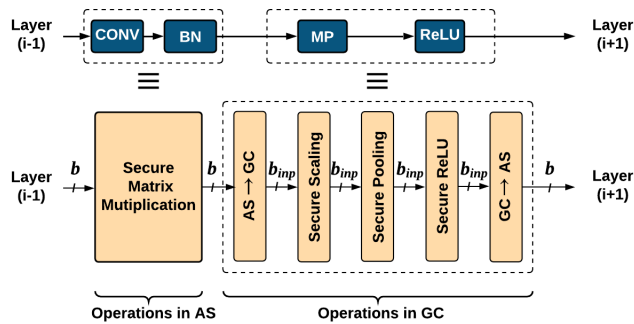 Layer
(i-1)
CONV
BN
MP
ReLU
Layer
(i+1)
≡
≡
Layer
(i-1)
b
Secure
Matrix
Mutiplication
b
AS → GC
b_inp
Secure Scaling
b_inp
Secure Pooling
b_inp
Secure ReLU
b_inp
GC → AS
b
Layer
(i+1)
Operations in AS
Operations in GC